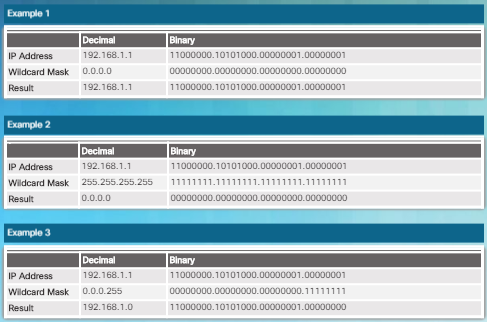 Example 1
Decimal Binary
IP Address 192.168.1.1 11000000.10101000.00000001.00000001
Wildcard Mask 0.0.0.0 00000000.00000000.00000000.00000000
Result 192.168.1.1 11000000.10101000.00000001.00000001
Example 2
Decimal Binary
IP Address 192.168.1.1 11000000.10101000.00000001.00000001
Wildcard Mask 255.255.255.255 11111111.11111111.11111111.11111111
Result 0.0.0.0 00000000.00000000.00000000.00000000
Example 3
Decimal Binary
IP Address 192.168.1.1 11000000.10101000.00000001.00000001
Wildcard Mask 0.0.0.255 00000000.00000000.00000000.11111111
Result 192.168.1.0 11000000.10101000.00000001.00000000